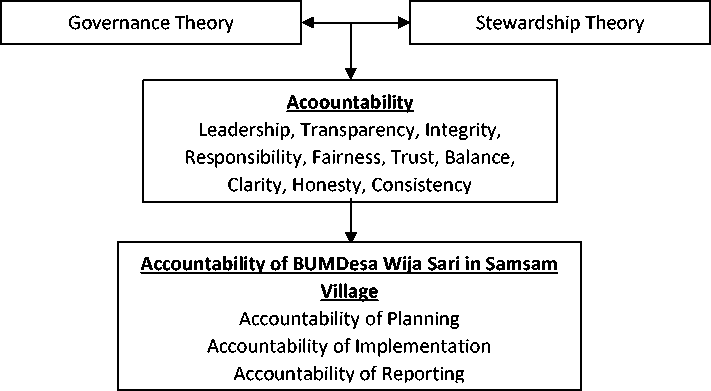 Governance Theory
Stewardship Theory
Acoountability
Leadership, Transparency, Integrity,
Responsibility, Fairness, Trust, Balance,
Clarity, Honesty, Consistency
Accountability of BUMDesa Wija Sari in Samsam
Village
Accountability of Planning
Accountability of Implementation
Accountability of Reporting